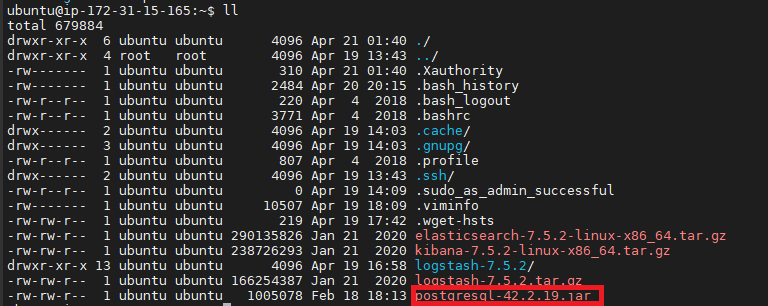 ubuntu@ip-172-31-15-165:~$ ll
total 679884
drwxr-xr-x  6 ubuntu ubuntu      4096 Apr 21 01:40 ./
drwxr-xr-x  4 root   root        4096 Apr 19 13:43 ../
-rw-------  1 ubuntu ubuntu       310 Apr 21 01:40 .Xauthority
-rw-------  1 ubuntu ubuntu      2484 Apr 20 20:15 .bash_history
-rw-r--r--  1 ubuntu ubuntu       220 Apr  4  2018 .bash_logout
-rw-r--r--  1 ubuntu ubuntu      3771 Apr  4  2018 .bashrc
drwx------  2 ubuntu ubuntu      4096 Apr 19 14:03 .cache/
drwx------  3 ubuntu ubuntu      4096 Apr 19 14:09 .gnupg/
-rw-r--r--  1 ubuntu ubuntu       807 Apr  4  2018 .profile
drwx------  2 ubuntu ubuntu      4096 Apr 19 13:43 .ssh/
-rw-r--r--  1 ubuntu ubuntu         0 Apr 19 14:09 .sudo_as_admin_successful
-rw-------  1 ubuntu ubuntu     10507 Apr 19 18:09 .viminfo
-rw-rw-r--  1 ubuntu ubuntu       219 Apr 19 17:42 .wget-hsts
-rw-rw-r--  1 ubuntu ubuntu 290135826 Jan 21  2020 elasticsearch-7.5.2-linux-x86_64.tar.gz
-rw-rw-r--  1 ubuntu ubuntu 238726293 Jan 21  2020 kibana-7.5.2-linux-x86_64.tar.gz
drwxrwxr-x 13 ubuntu ubuntu      4096 Apr 19 16:58 logstash-7.5.2/
-rw-rw-r--  1 ubuntu ubuntu 166254387 Jan 21  2020 logstash-7.5.2.tar.gz
-rw-rw-r--  1 ubuntu ubuntu   1005078 Feb 18 18:13 postgresql-42.2.19.jar